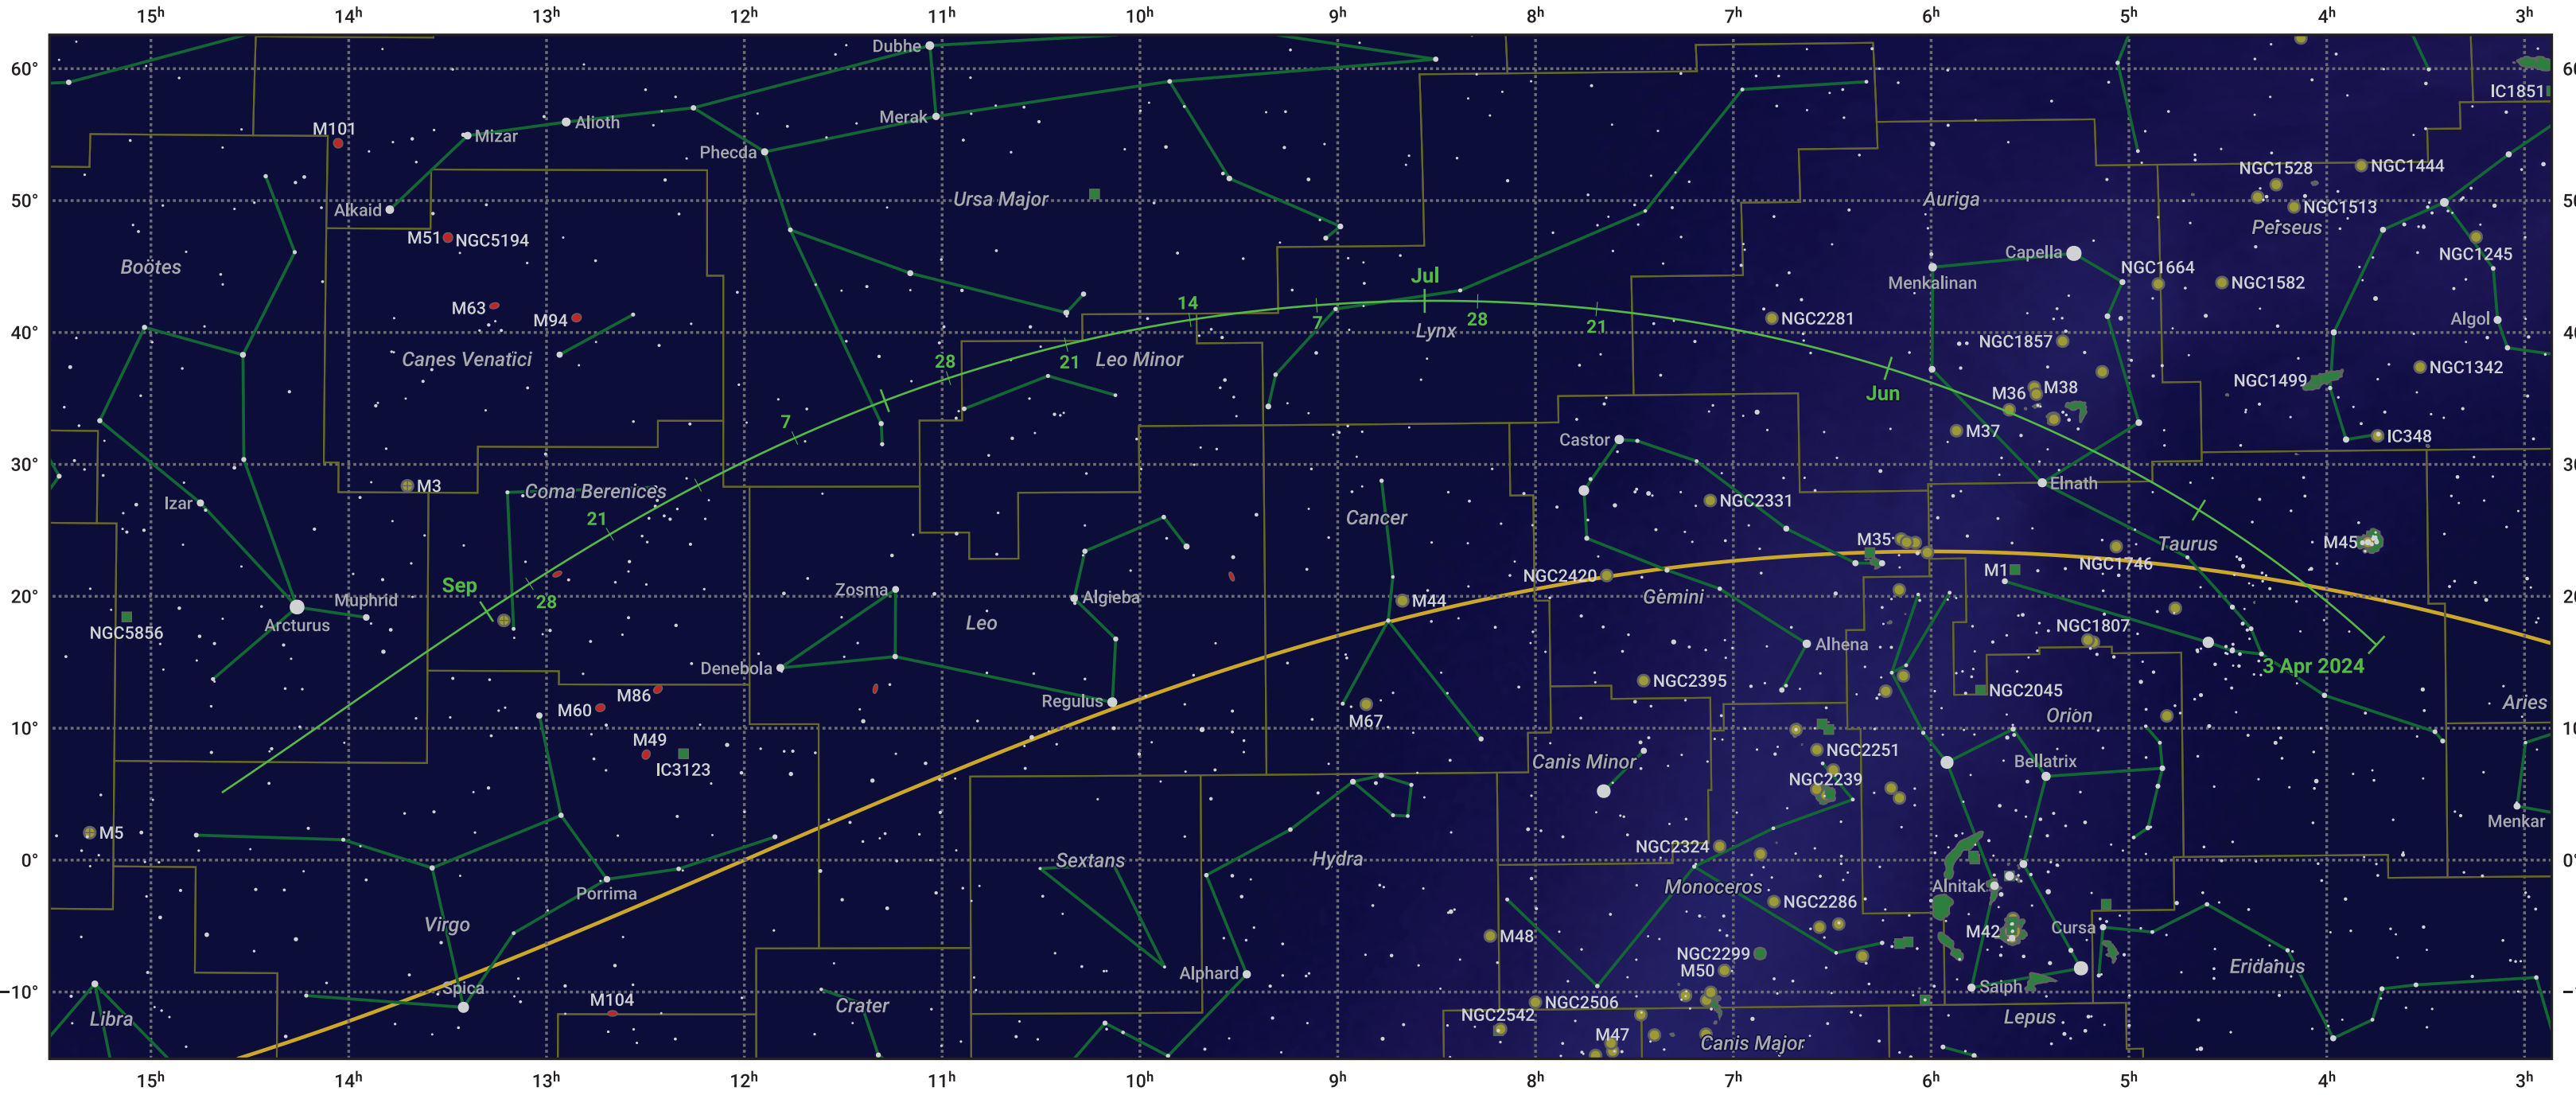 15h 14h 13h 12h 11h 10h 9h 8h 7h 6h 5h 4h 3h
Dubhe
60° 6
IC1851
Merak
Alioth
M101
Mizar
Phecda
NGC1528
NGC1444
Ursa Major
Auriga
50° 5
Alkaid
NGC1513
Perseus
M51 NGC5194
Capella
NGC1245
Boötes
NGC1664
Jul
Menkalinan
NGC1582
14
M63
M94
7
28
21
NGC2281
Algol
40° 4
Lynx
NGC1857
Canes Venatici
28
21
Leo Minor
NGC1342
NGC1499
Jun
M36 M38
7
M37
Castor
IC348
30° 3
M3
Coma Berenices
Elnath
Izar
NGC2331
21
Cancer
M35
Taurus
M45
NGC1746
M1
NGC2420
Sep
28
Zosma
Algieba
M44
Gemini
20° 2
Muphrid
Arcturus
NGC5856
Leo
NGC1807
Alhena
3 Apr 2024
Denebola
M86
NGC2395
NGC2045
Regulus
Aries
M60
M67
Orion
10° 1
M49
IC3123
NGC2251
Canis Minor
Bellatrix
NGC2239
M5
Menkar
NGC2324
0° 0
Sextans
Hydra
Porrima
Monoceros
Alnitak
NGC2286
Virgo
M48
M42
Cursa
NGC2299
M50
Alphard
Eridanus
−10° −
Spica
Saiph
M104
Crater
NGC2506
NGC2542
Libra
Lepus
M47
Canis Major
15h 14h 13h 12h 11h 10h 9h 8h 7h 6h 5h 4h 3h